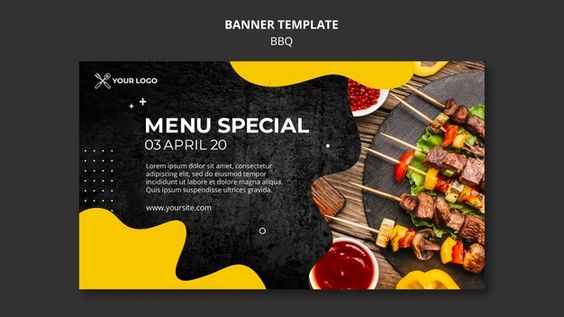 BANNER TEMPLATE
BBQ
YOUR LOGO
MENU SPECIAL
03 APRIL 20
Lorem ipsum dolor sit amet, consectetur
adipiscing elit, sed do eiusmod tempor
incididunt ut labore et dolore magna aliqua.
Quis ipsum suspendisse ultrices gravida.
www.yoursite.com